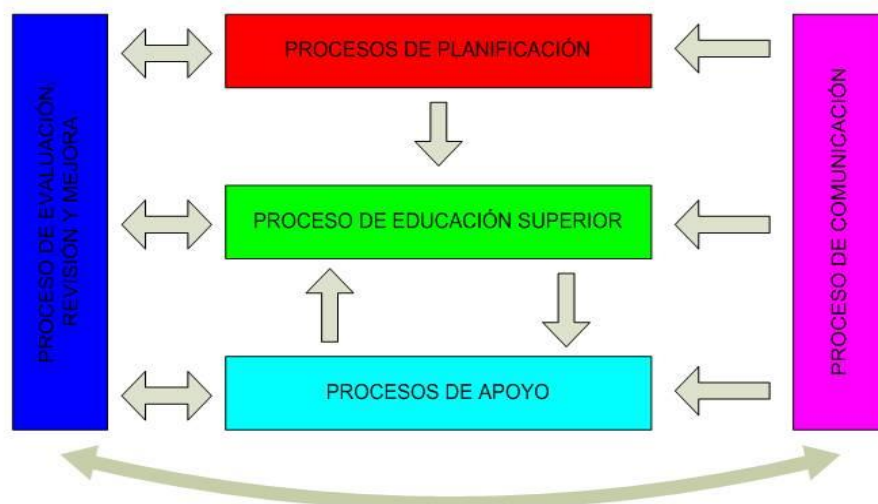 PROCESO DE EVALUACIÓN,
REVISIÓN Y MEJORA
PROCESOS DE PLANIFICACIÓN
PROCESO DE EDUCACIÓN SUPERIOR
PROCESOS DE APOYO
PROCESO DE COMUNICACIÓN